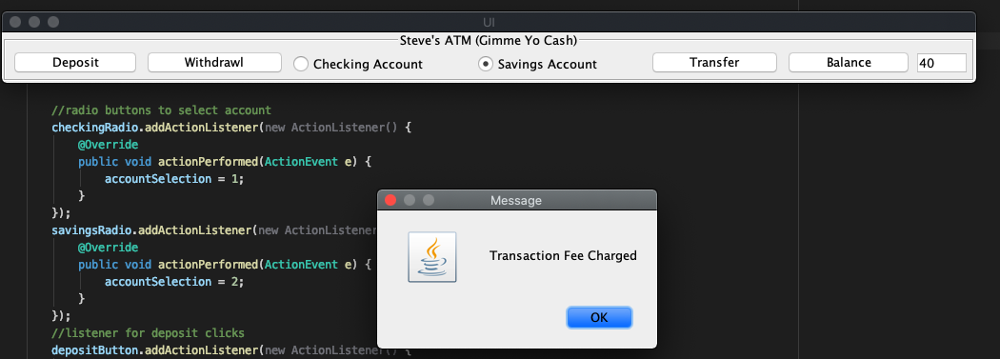 UI
Steve's ATM (Gimme Yo Cash)
Deposit Withdrawl Checking Account Savings Account Transfer Balance 40
//radio buttons to select account
checkingRadio.addActionListener(new ActionListener() {
@Override
public void actionPerformed(ActionEvent e) {
accountSelection = 1;
}
});
savingsRadio.addActionListener(new ActionListener
@Override
public void actionPerformed(ActionEvent e) {
accountSelection = 2;
}
});
//listener for deposit clicks
depositButton.addActionListener(new ActionListener() {
Message
Transaction Fee Charged
OK